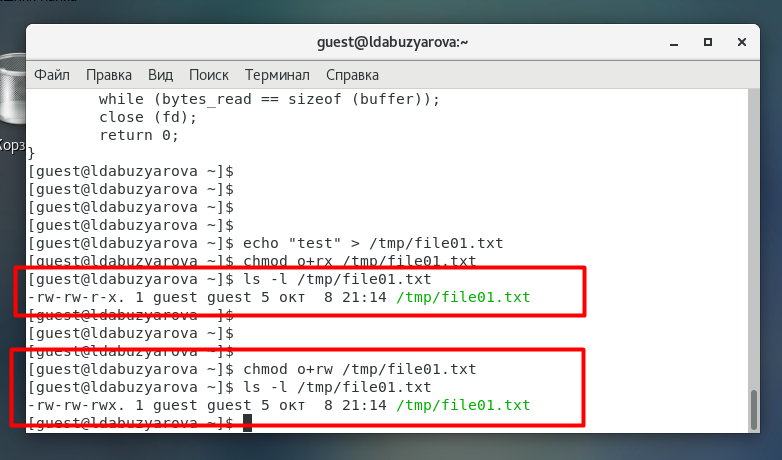 guest@ldabuzyarova:~
Файл Правка Вид Поиск Терминал Справка
while (bytes_read == sizeof (buffer));
close (fd);
return 0;
}
[guest@ldabuzyarova ~]$
[guest@ldabuzyarova ~]$
[guest@ldabuzyarova ~]$
[guest@ldabuzyarova ~]$
[guest@ldabuzyarova ~]$ echo "test" > /tmp/file01.txt
[guest@ldabuzyarova ~]$ chmod o+rx /tmp/file01.txt
[guest@ldabuzyarova ~]$ ls -l /tmp/file01.txt
-rw-rw-r-x. 1 guest guest 5 окт  8 21:14 /tmp/file01.txt
[guest@ldabuzyarova ~]$
[guest@ldabuzyarova ~]$
[guest@ldabuzyarova ~]$
[guest@ldabuzyarova ~]$ chmod o+rw /tmp/file01.txt
[guest@ldabuzyarova ~]$ ls -l /tmp/file01.txt
-rw-rw-rwx. 1 guest guest 5 окт  8 21:14 /tmp/file01.txt
[guest@ldabuzyarova ~]$
Корз